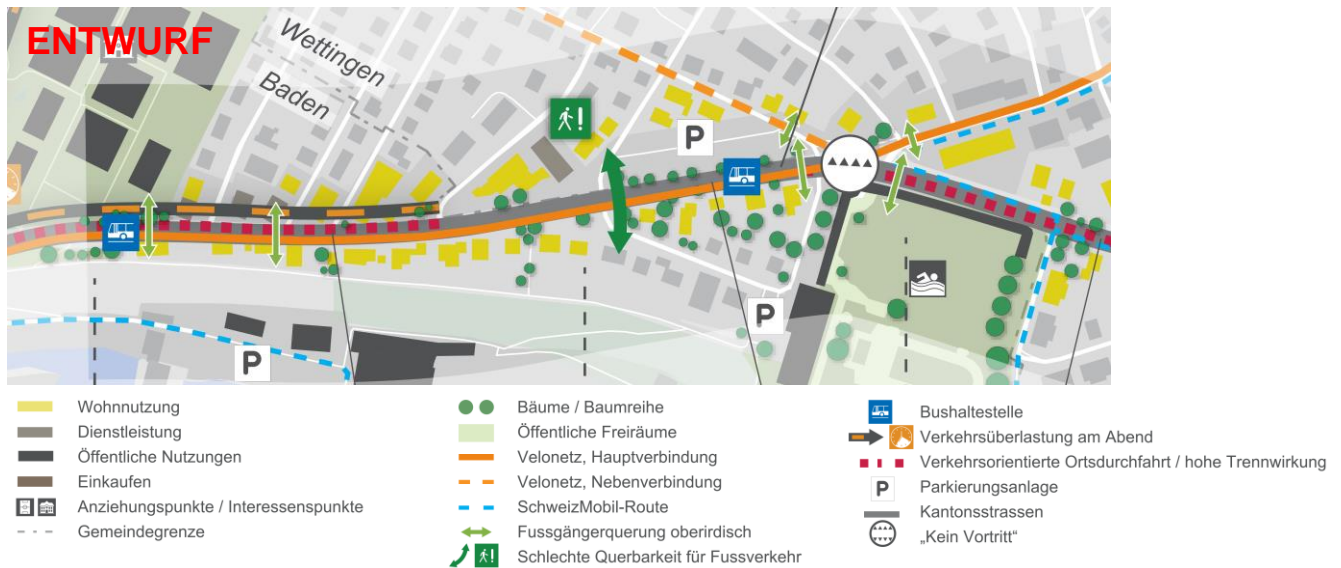 ENTWURF
Wettingen
Baden
P
P
P
Wohnnutzung
Dienstleistung
Öffentliche Nutzungen
Einkaufen
Anziehungspunkte / Interessenspunkte
Gemeindegrenze
Bäume / Baumreihe
Öffentliche Freiräume
Velonetz, Hauptverbindung
Velonetz, Nebenverbindung
SchweizMobil-Route
Fussgängerquerung oberirdisch
Schlechte Querbarkeit für Fussverkehr
Bushaltestelle
Verkehrsüberlastung am Abend
Verkehrsorientierte Ortsdurchfahrt / hohe Trennwirkung
P Parkierungsanlage
Kantonsstrassen
„Kein Vortritt“